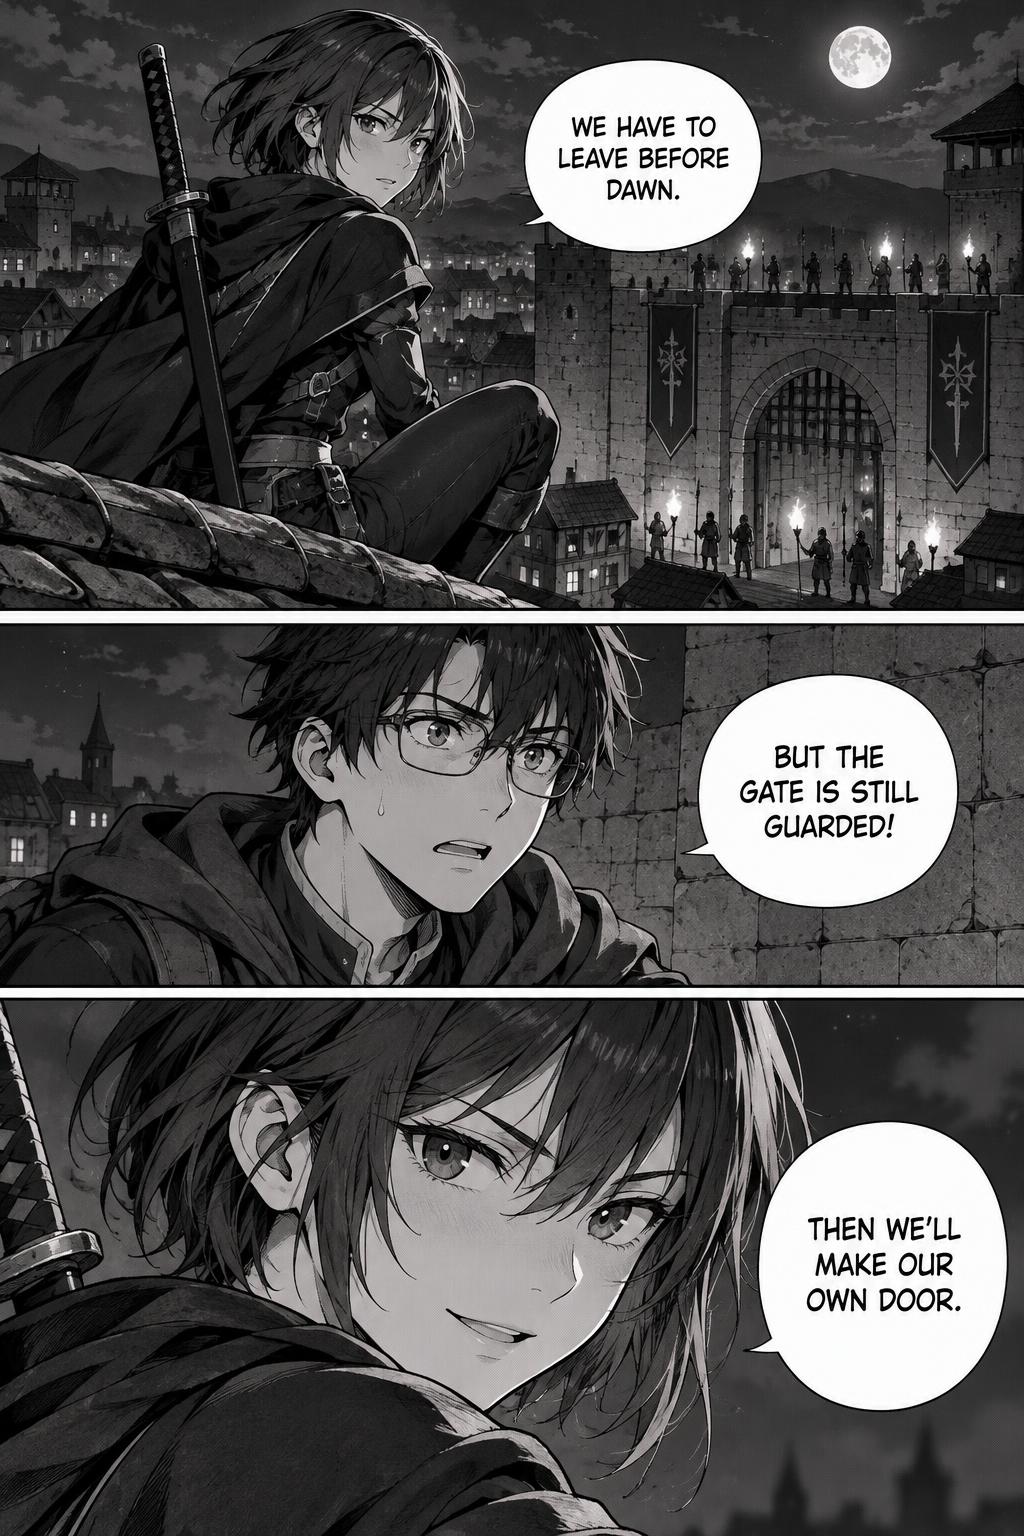 WE HAVE TO
LEAVE BEFORE
DAWN.
BUT THE
GATE IS STILL
GUARDED!
THEN WE'LL
MAKE OUR
OWN DOOR.